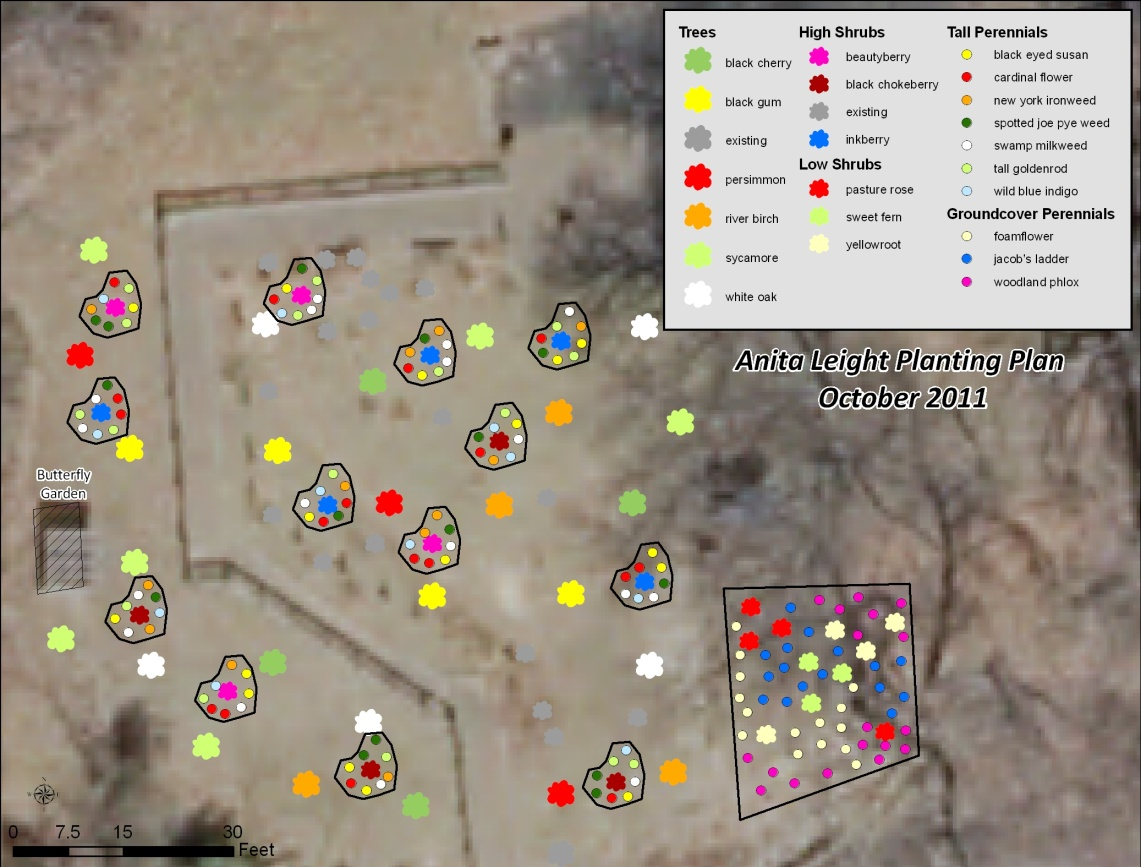 Trees
black cherry
black gum
existing
persimmon
river birch
sycamore
white oak
High Shrubs
beautyberry
black chokeberry
existing
inkberry
Low Shrubs
pasture rose
sweet fern
yellowroot
Tall Perennials
black eyed susan
cardinal flower
new york ironweed
spotted joe pye weed
swamp milkweed
tall goldenrod
wild blue indigo
Groundcover Perennials
foamflower
jacob's ladder
woodland phlox
Anita Leight Planting Plan
October 2011
Butterfly
Garden
0 7.5 15 30
Feet